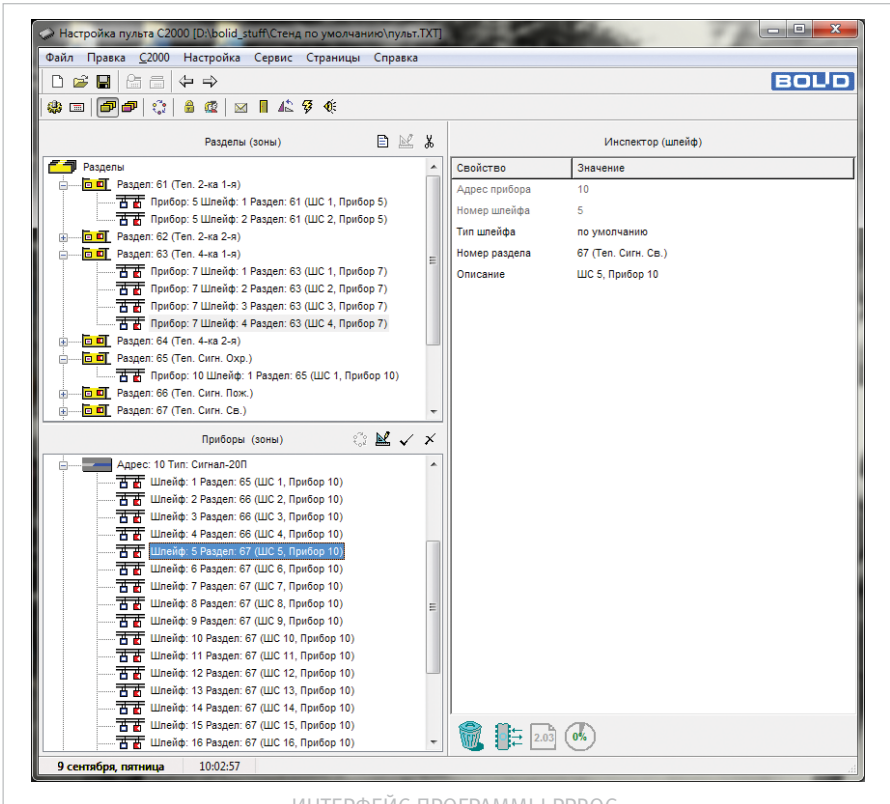 Настройка пульта С2000 [D:\bolid_stuff\Стенд по умолчанию\пульт.TXT]
Файл Правка С2000 Настройка Сервис Страницы Справка
BOLID
Разделы (зоны)
Разделы
Раздел: 61 (Теп. 2-ка 1-я)
Прибор: 5 Шлейф: 1 Раздел: 61 (ШС 1, Прибор 5)
Прибор: 5 Шлейф: 2 Раздел: 61 (ШС 2, Прибор 5)
Раздел: 62 (Теп. 2-ка 2-я)
Раздел: 63 (Теп. 4-ка 1-я)
Прибор: 7 Шлейф: 1 Раздел: 63 (ШС 1, Прибор 7)
Прибор: 7 Шлейф: 2 Раздел: 63 (ШС 2, Прибор 7)
Прибор: 7 Шлейф: 3 Раздел: 63 (ШС 3, Прибор 7)
Прибор: 7 Шлейф: 4 Раздел: 63 (ШС 4, Прибор 7)
Раздел: 64 (Теп. 4-ка 2-я)
Раздел: 65 (Теп. Сигн. Охр.)
Прибор: 10 Шлейф: 1 Раздел: 65 (ШС 1, Прибор 10)
Раздел: 66 (Теп. Сигн. Пож.)
Раздел: 67 (Теп. Сигн. Св.)
Приборы (зоны)
Адрес: 10 Тип: Сигнал-20П
Шлейф: 1 Раздел: 65 (ШС 1, Прибор 10)
Шлейф: 2 Раздел: 66 (ШС 2, Прибор 10)
Шлейф: 3 Раздел: 66 (ШС 3, Прибор 10)
Шлейф: 4 Раздел: 66 (ШС 4, Прибор 10)
Шлейф: 5 Раздел: 67 (ШС 5, Прибор 10)
Шлейф: 6 Раздел: 67 (ШС 6, Прибор 10)
Шлейф: 7 Раздел: 67 (ШС 7, Прибор 10)
Шлейф: 8 Раздел: 67 (ШС 8, Прибор 10)
Шлейф: 9 Раздел: 67 (ШС 9, Прибор 10)
Шлейф: 10 Раздел: 67 (ШС 10, Прибор 10)
Шлейф: 11 Раздел: 67 (ШС 11, Прибор 10)
Шлейф: 12 Раздел: 67 (ШС 12, Прибор 10)
Шлейф: 13 Раздел: 67 (ШС 13, Прибор 10)
Шлейф: 14 Раздел: 67 (ШС 14, Прибор 10)
Шлейф: 15 Раздел: 67 (ШС 15, Прибор 10)
Шлейф: 16 Раздел: 67 (ШС 16, Прибор 10)
Инспектор (шлейф)
Свойство Значение
Адрес прибора 10
Номер шлейфа 5
Тип шлейфа по умолчанию
Номер раздела 67 (Теп. Сигн. Св.)
Описание ШС 5, Прибор 10
2.03 0%
9 сентября, пятница 10:02:57
ИНТЕРФЕЙС ПРОГРАММЫ PPROG